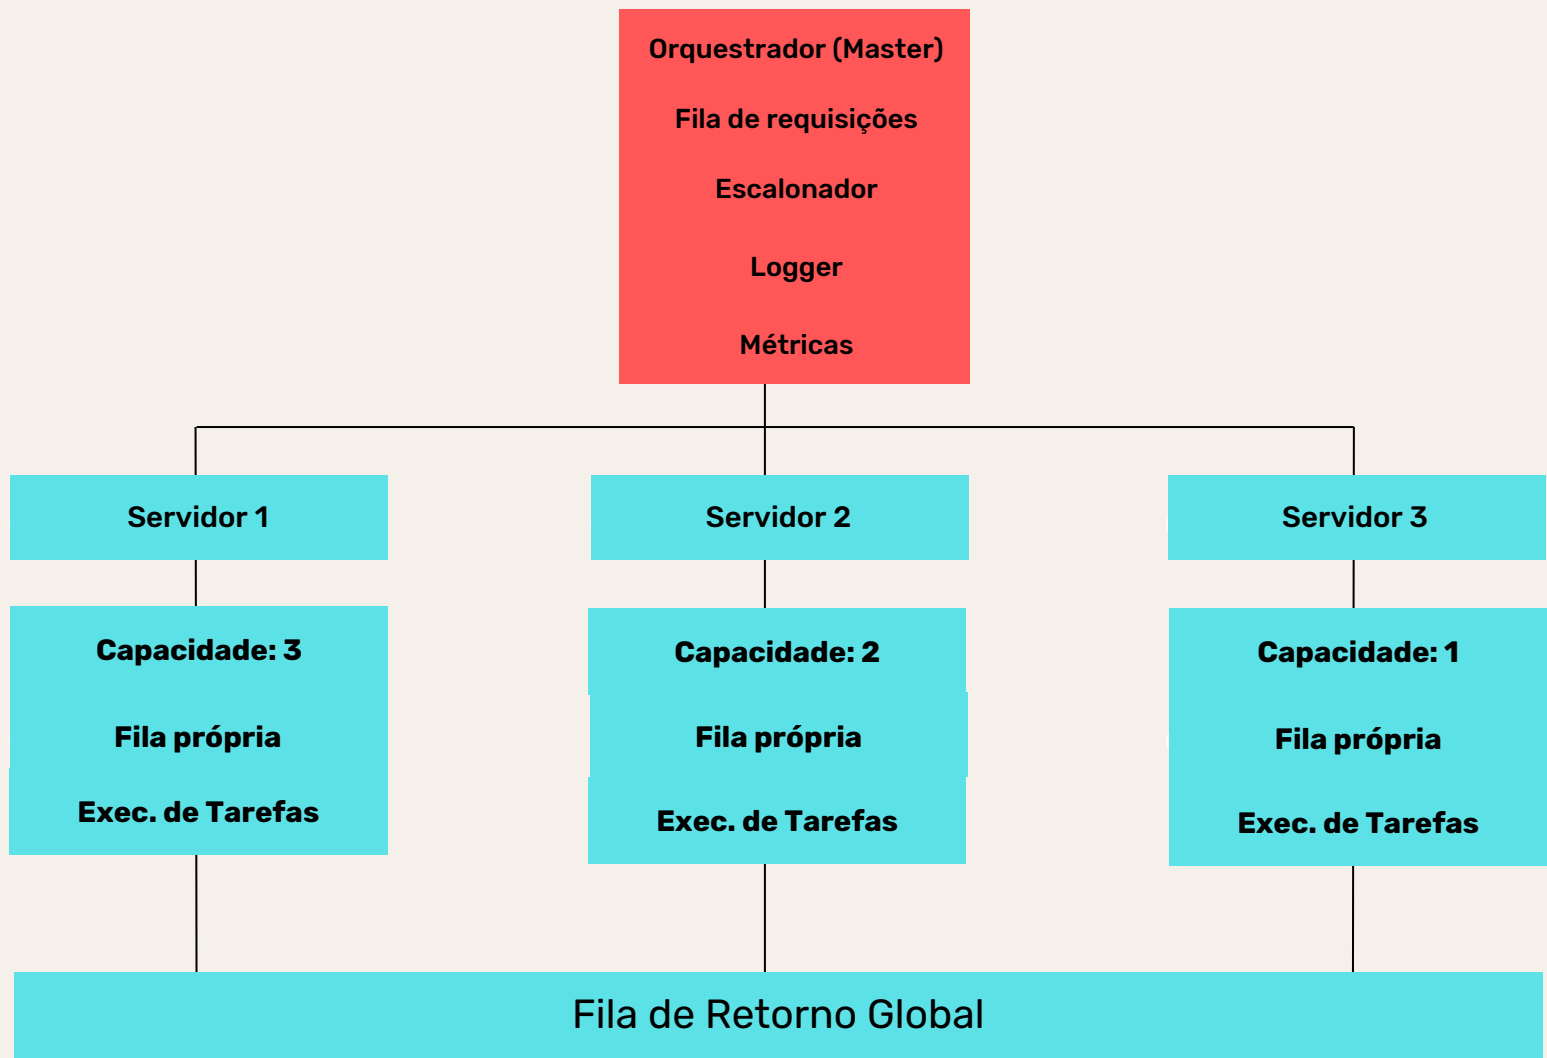 Orquestrador (Master)
Fila de requisições
Escalonador
Logger
Métricas
Servidor 1
Servidor 2
Servidor 3
Capacidade: 3
Fila própria
Exec. de Tarefas
Capacidade: 2
Fila própria
Exec. de Tarefas
Capacidade: 1
Fila própria
Exec. de Tarefas
Fila de Retorno Global